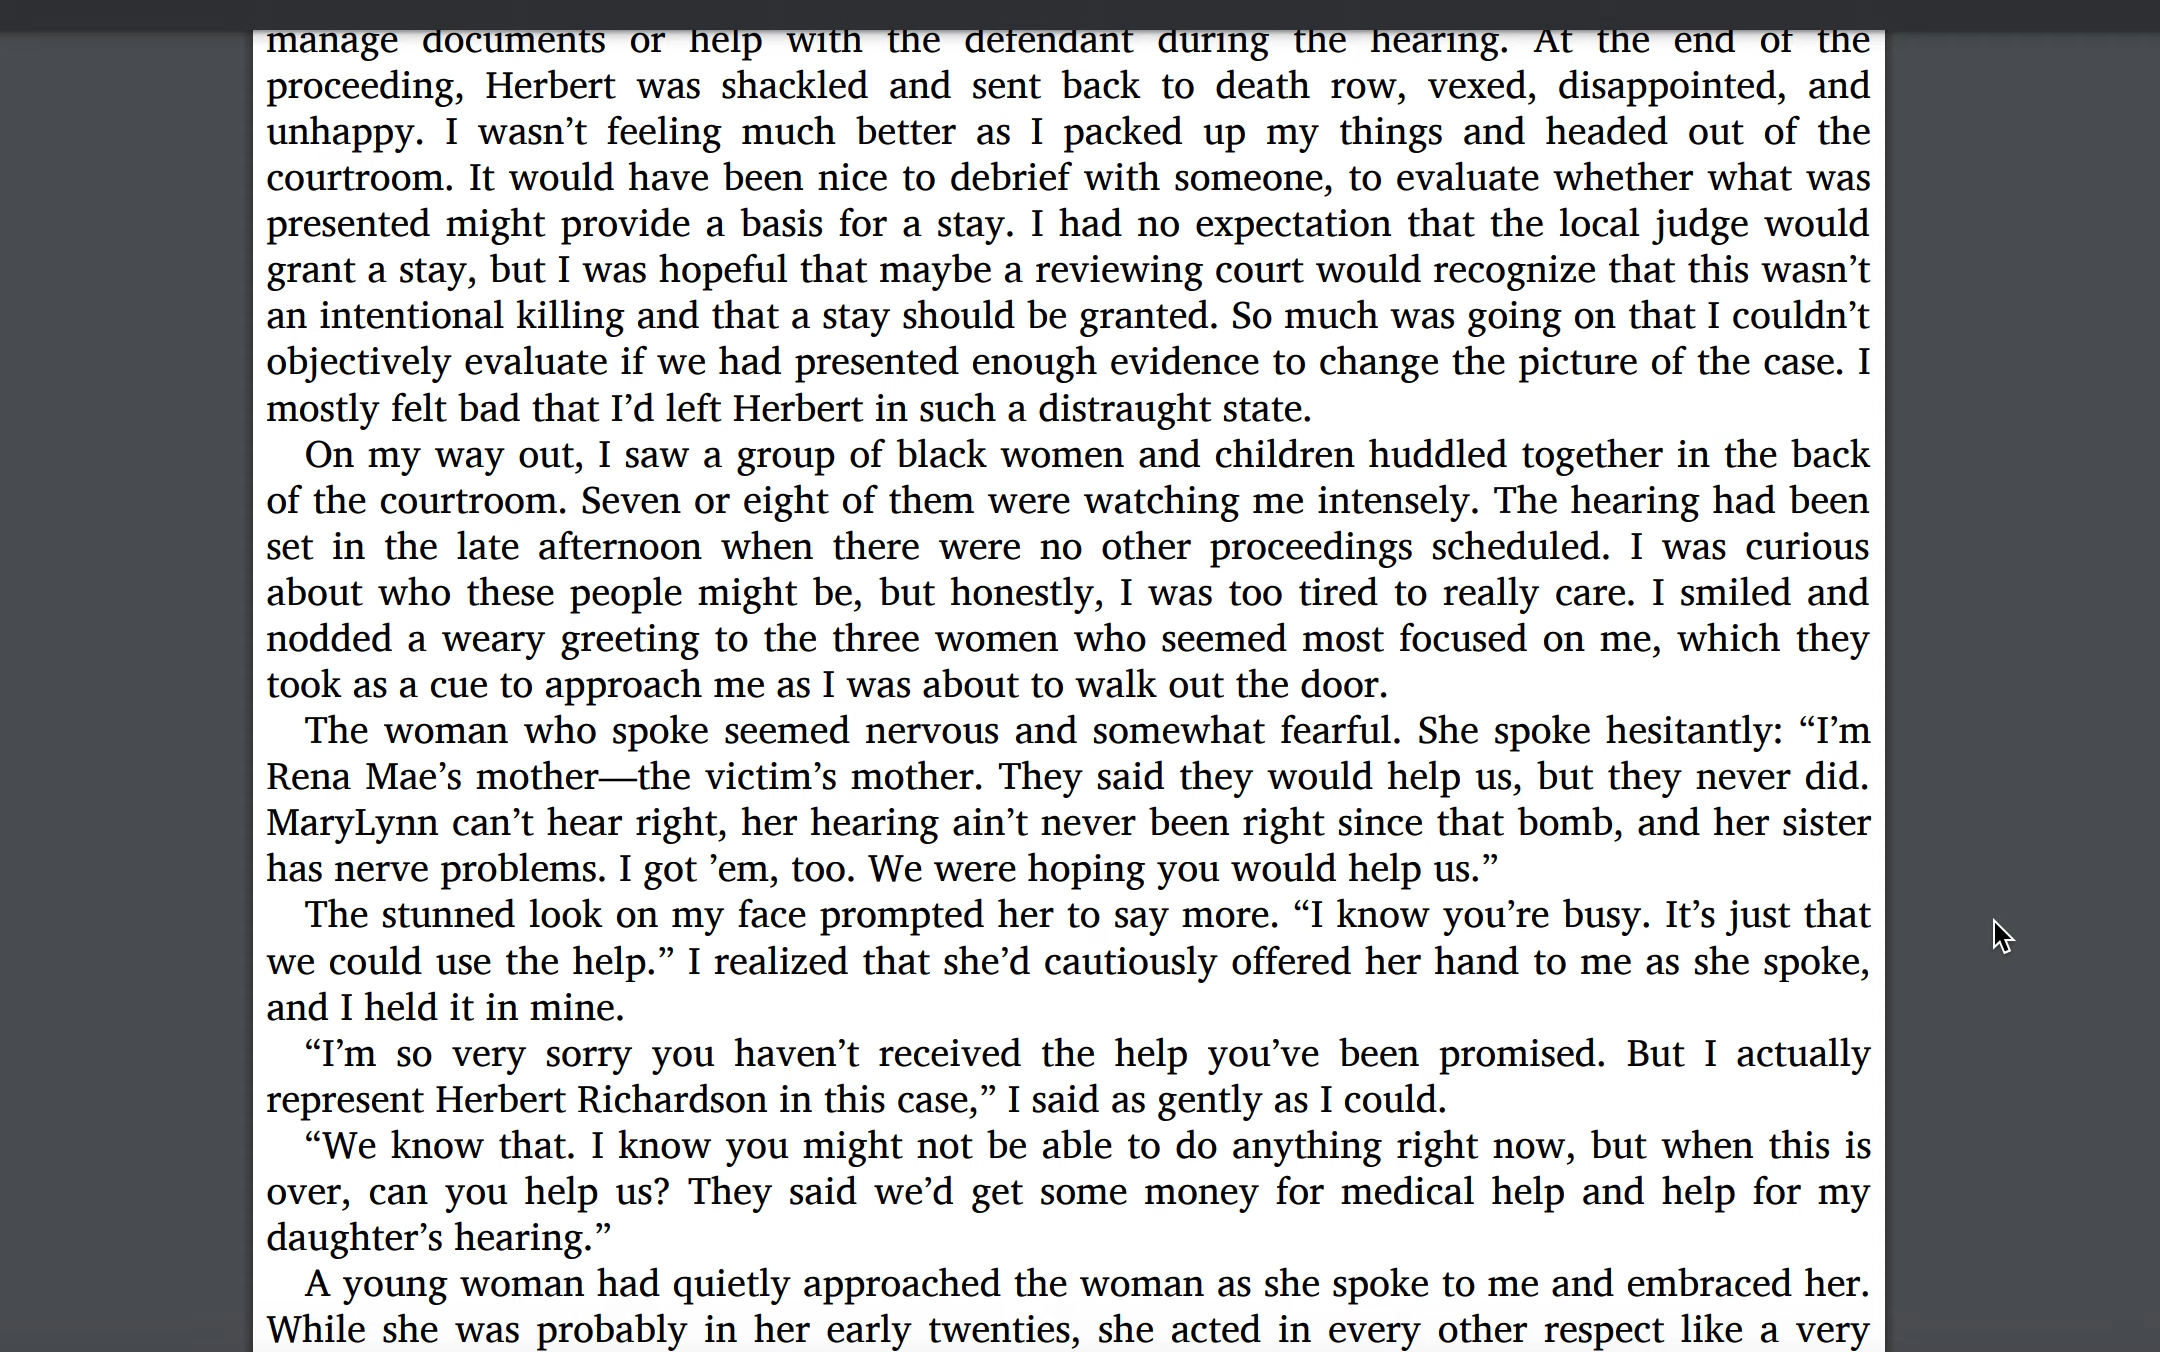 manage documents or help with the defendant during the hearing. At the end of the
proceeding, Herbert was shackled and sent back to death row, vexed, disappointed, and
unhappy. I wasn’t feeling much better as I packed up my things and headed out of the
courtroom. It would have been nice to debrief with someone, to evaluate whether what was
presented might provide a basis for a stay. I had no expectation that the local judge would
grant a stay, but I was hopeful that maybe a reviewing court would recognize that this wasn’t
an intentional killing and that a stay should be granted. So much was going on that I couldn’t
objectively evaluate if we had presented enough evidence to change the picture of the case. I
mostly felt bad that I’d left Herbert in such a distraught state.
On my way out, I saw a group of black women and children huddled together in the back
of the courtroom. Seven or eight of them were watching me intensely. The hearing had been
set in the late afternoon when there were no other proceedings scheduled. I was curious
about who these people might be, but honestly, I was too tired to really care. I smiled and
nodded a weary greeting to the three women who seemed most focused on me, which they
took as a cue to approach me as I was about to walk out the door.
The woman who spoke seemed nervous and somewhat fearful. She spoke hesitantly: “I’m
Rena Mae’s mother—the victim’s mother. They said they would help us, but they never did.
MaryLynn can’t hear right, her hearing ain’t never been right since that bomb, and her sister
has nerve problems. I got ’em, too. We were hoping you would help us.”
The stunned look on my face prompted her to say more. “I know you’re busy. It’s just that
we could use the help.” I realized that she’d cautiously offered her hand to me as she spoke,
and I held it in mine.
“I’m so very sorry you haven’t received the help you’ve been promised. But I actually
represent Herbert Richardson in this case,” I said as gently as I could.
“We know that. I know you might not be able to do anything right now, but when this is
over, can you help us? They said we’d get some money for medical help and help for my
daughter’s hearing.”
A young woman had quietly approached the woman as she spoke to me and embraced her.
While she was probably in her early twenties, she acted in every other respect like a very